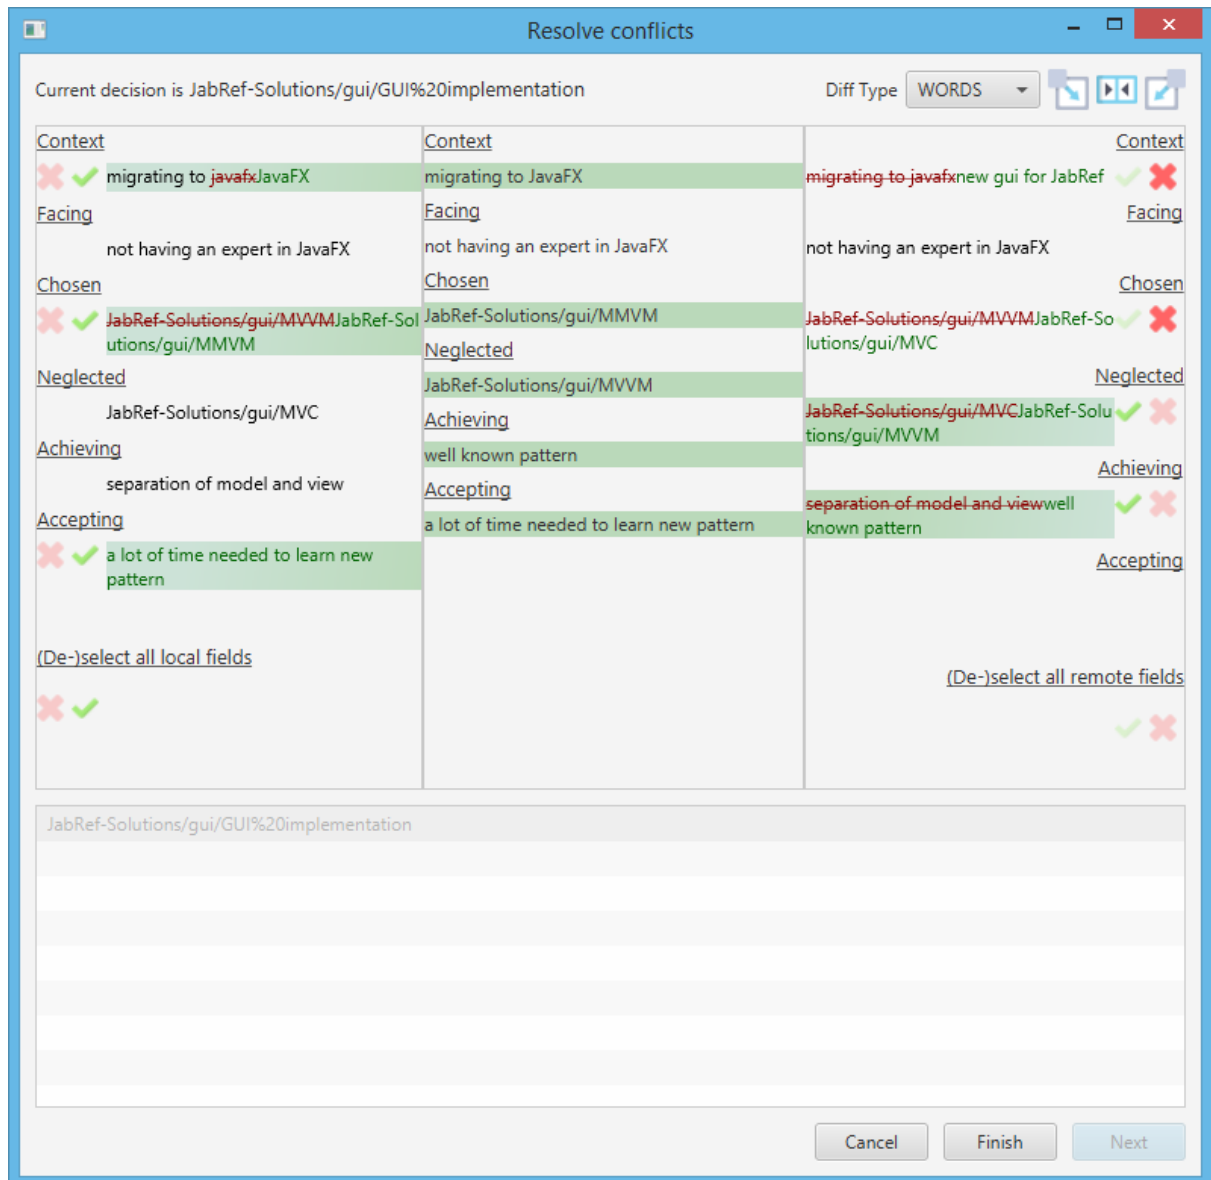 Resolve conflicts
Current decision is JabRef-Solutions/gui/GUI%20implementation
Diff Type WORDS
Context
migrating to javafxJavaFX
Facing
not having an expert in JavaFX
Chosen
JabRef-Solutions/gui/MVVMJabRef-Sol
utions/gui/MMVM
Neglected
JabRef-Solutions/gui/MVC
Achieving
separation of model and view
Accepting
a lot of time needed to learn new
pattern
(De-)select all local fields
Context
migrating to JavaFX
Facing
not having an expert in JavaFX
Chosen
JabRef-Solutions/gui/MMVM
Neglected
JabRef-Solutions/gui/MVVM
Achieving
well known pattern
Accepting
a lot of time needed to learn new pattern
Context
migrating to javafxnew gui for JabRef
Facing
not having an expert in JavaFX
Chosen
JabRef-Solutions/gui/MVVMJabRef-So
lutions/gui/MVC
Neglected
JabRef-Solutions/gui/MVCJabRef-Solu
tions/gui/MVVM
Achieving
separation of model and viewwell
known pattern
Accepting
(De-)select all remote fields
JabRef-Solutions/gui/GUI%20implementation
Cancel
Finish
Next